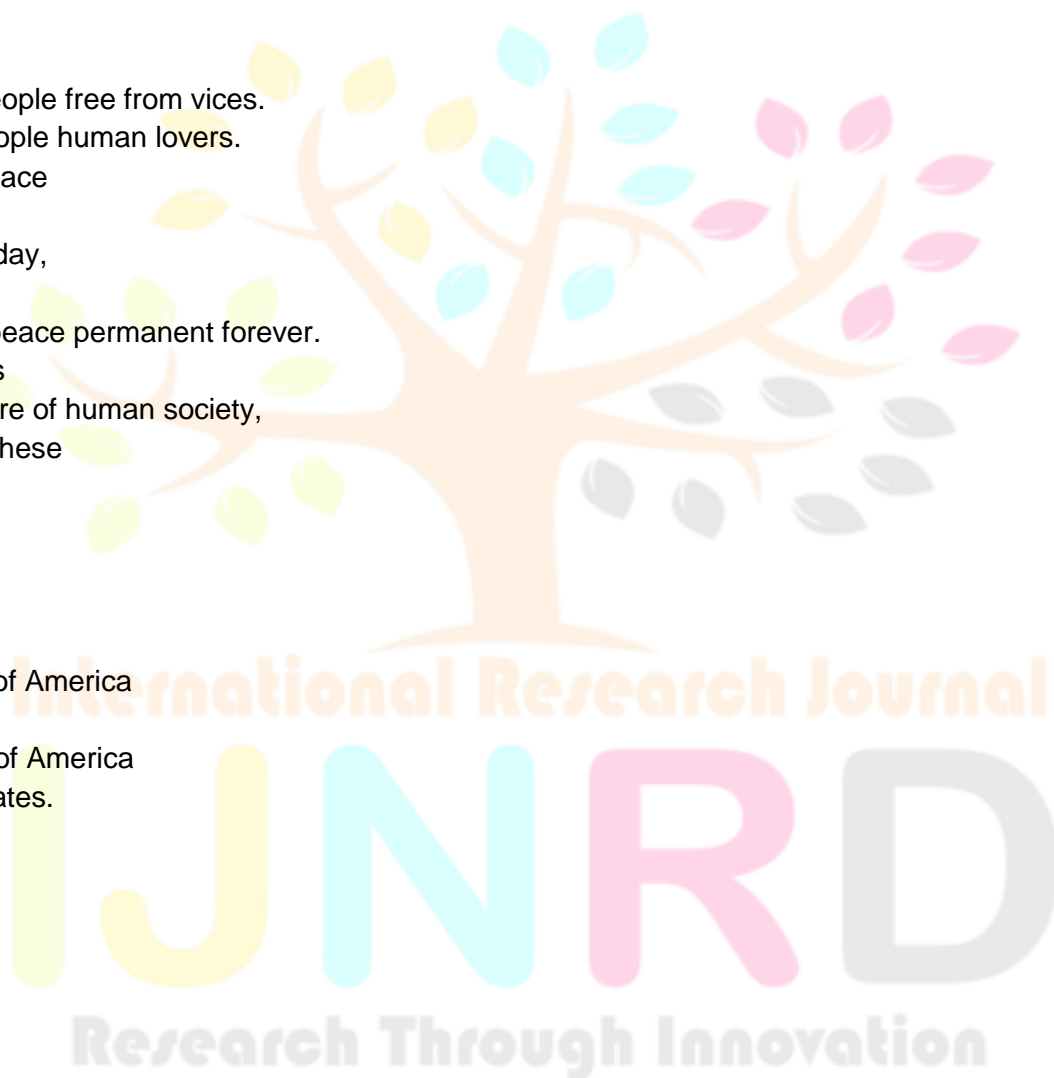 eople free from vices.
ople human lovers.
ace
day,
peace permanent forever.
s
re of human society,
hese
of America
of America
ates.
International Research Journal
IJNRD
Research Through Innovation